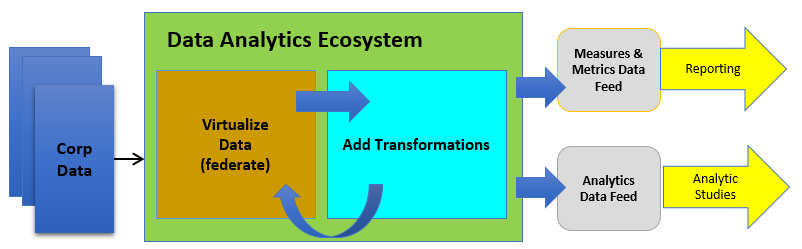 Data Analytics Ecosystem
Corp
Data
Virtualize
Data
(federate)
Add Transformations
Measures &
Metrics Data
Feed
Reporting
Analytics
Data Feed
Analytic
Studies